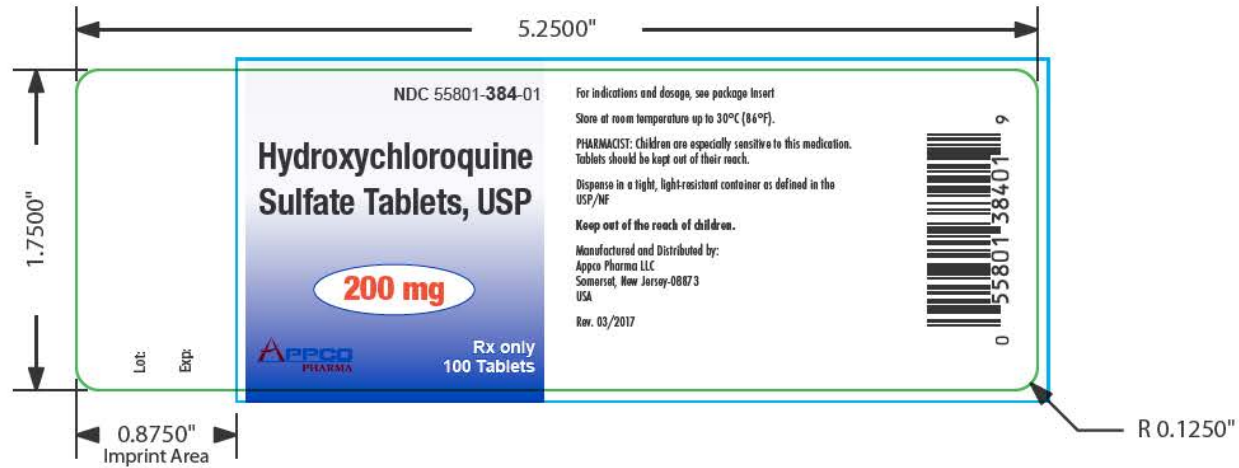 5.2500"
1.7500"
NDC 55801-384-01
Hydroxychloroquine
Sulfate Tablets, USP
200 mg
APPCO
PHARMA
Rx only
100 Tablets
Lot:
Exp:
For indications and dosage, see package insert
Store at room temperature up to 30°C (86°F).
PHARMACIST: Children are especially sensitive to this medication.
Tablets should be kept out of their reach.
Dispense in a tight, light-resistant container as defined in the
USP/NF
Keep out of the reach of children.
Manufactured and Distributed by:
Appco Pharma LLC
Somerset, New Jersey-08873
USA
Rev. 03/2017
0 55801 38401 9
0.8750"
Imprint Area
R 0.1250"